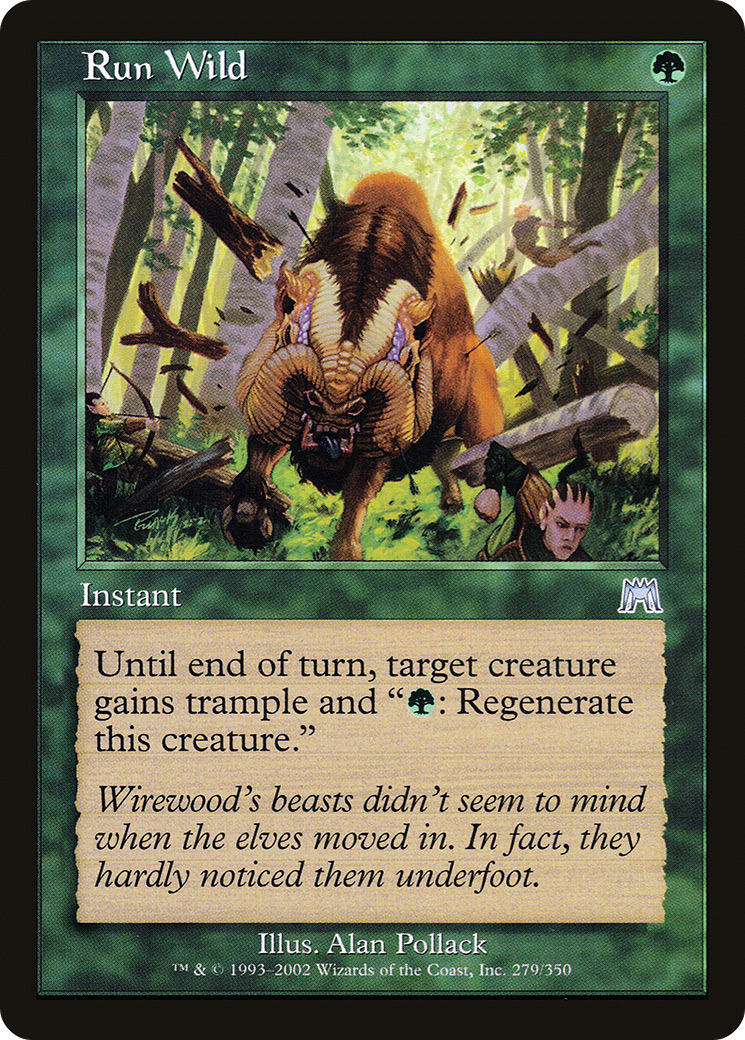 Run Wild
Instant
Until end of turn, target creature
gains trample and “: Regenerate
this creature.”
Wirewood’s beasts didn’t seem to mind
when the elves moved in. In fact, they
hardly noticed them underfoot.
Illus. Alan Pollack
™ & © 1993–2002 Wizards of the Coast, Inc. 279/350